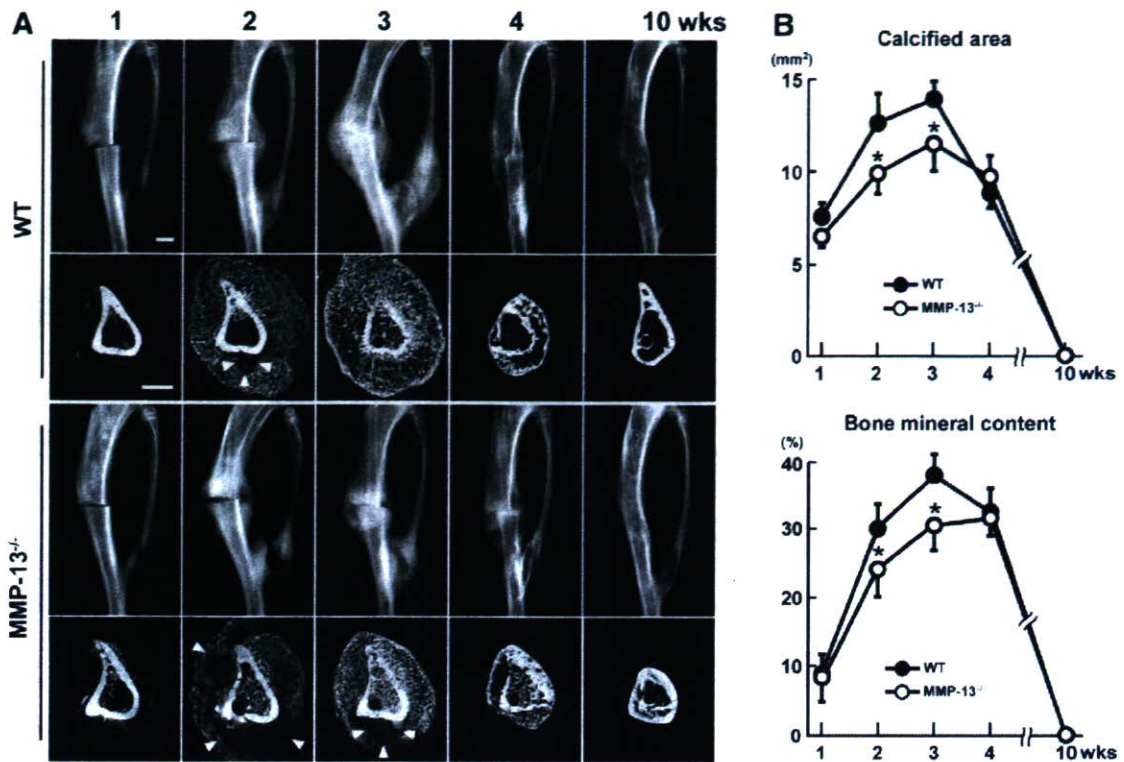 A
1 2 3 4 10 wks
WT
MMP-13-/-
B
Calcified area
(mm²)
15
10
5
0
* *
WT
MMP-13-/-
1 2 3 4 10 wks
Bone mineral content
(%)
40
30
20
10
0
* *
WT
MMP-13-/-
1 2 3 4 10 wks